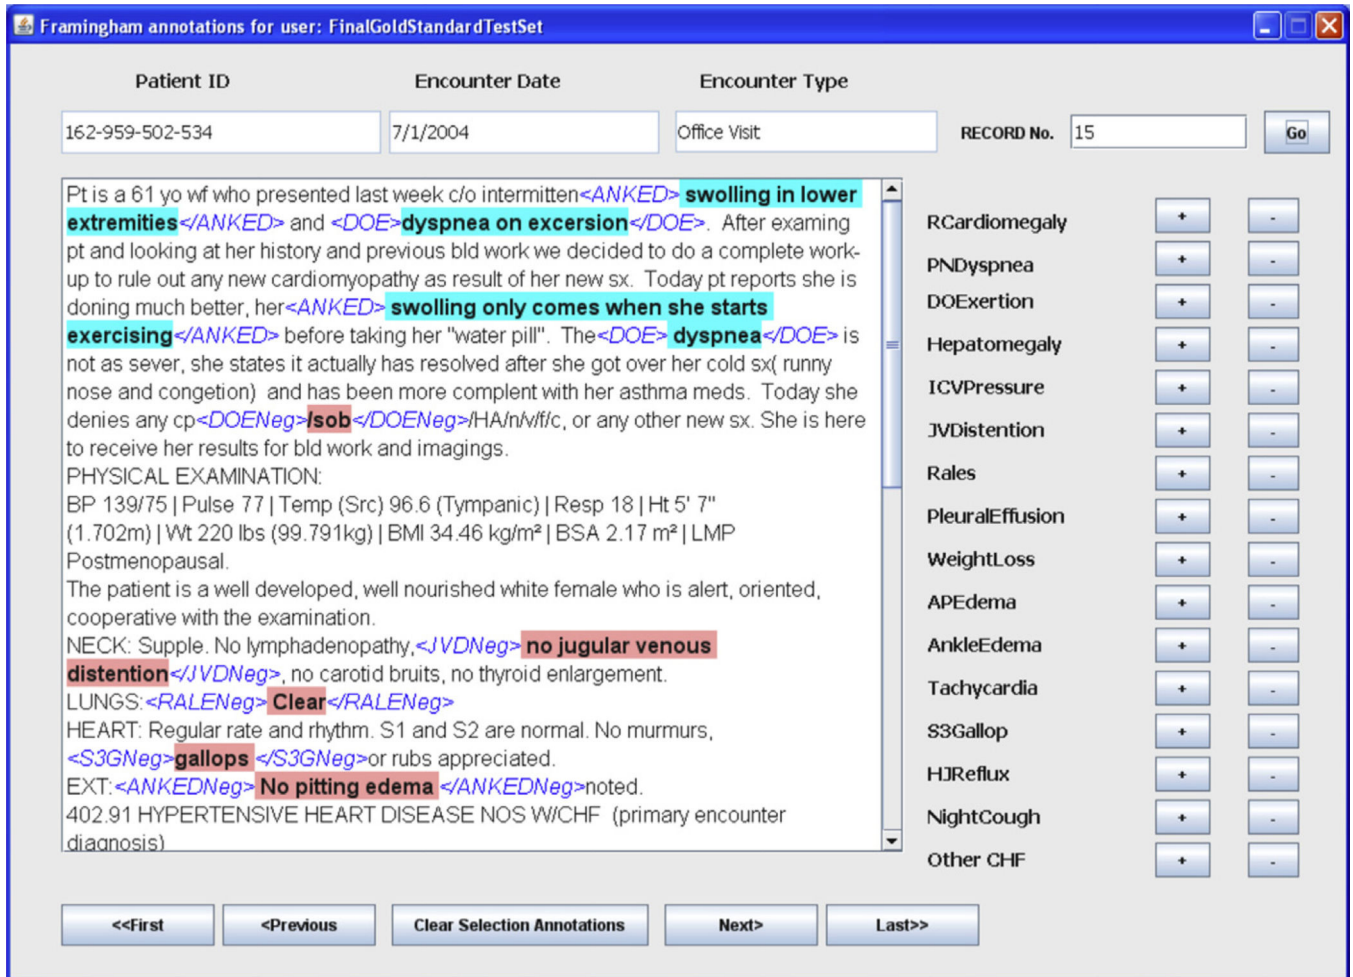 Framingham annotations for user: FinalGoldStandardTestSet
Patient ID Encounter Date Encounter Type
162-959-502-534 7/1/2004 Office Visit RECORD No. 15 Go
Pt is a 61 yo wf who presented last week c/o intermitten<ANKED> swolling in lower
extremities</ANKED> and <DOE>dyspnea on excersion</DOE>. After examing
pt and looking at her history and previous bld work we decided to do a complete work-
up to rule out any new cardiomyopathy as result of her new sx. Today pt reports she is
doning much better, her<ANKED> swolling only comes when she starts
exercising</ANKED> before taking her "water pill". The<DOE> dyspnea</DOE> is
not as sever, she states it actually has resolved after she got over her cold sx( runny
nose and congetion) and has been more complent with her asthma meds. Today she
denies any cp<DOENeg>/sob</DOENeg>/HA/n/v/f/c, or any other new sx. She is here
to receive her results for bld work and imagings.
PHYSICAL EXAMINATION:
BP 139/75 | Pulse 77 | Temp (Src) 96.6 (Tympanic) | Resp 18 | Ht 5' 7"
(1.702m) | Wt 220 lbs (99.791kg) | BMI 34.46 kg/m² | BSA 2.17 m² | LMP
Postmenopausal.
The patient is a well developed, well nourished white female who is alert, oriented,
cooperative with the examination.
NECK: Supple. No lymphadenopathy,<JVDNeg> no jugular venous
distention</JVDNeg>, no carotid bruits, no thyroid enlargement.
LUNGS:<RALENeg> Clear</RALENeg>
HEART: Regular rate and rhythm. S1 and S2 are normal. No murmurs,
<S3GNeg>gallops </S3GNeg>or rubs appreciated.
EXT:<ANKEDNeg> No pitting edema </ANKEDNeg>noted.
402.91 HYPERTENSIVE HEART DISEASE NOS W/CHF (primary encounter
diagnosis)
RCardiomegaly + -
PNDyspnea + -
DOExertion + -
Hepatomegaly + -
ICVPressure + -
JVDistention + -
Rales + -
PleuralEffusion + -
WeightLoss + -
APEdema + -
AnkleEdema + -
Tachycardia + -
S3Gallop + -
HJReflux + -
NightCough + -
Other CHF + -
<<First <Previous Clear Selection Annotations Next> Last>>